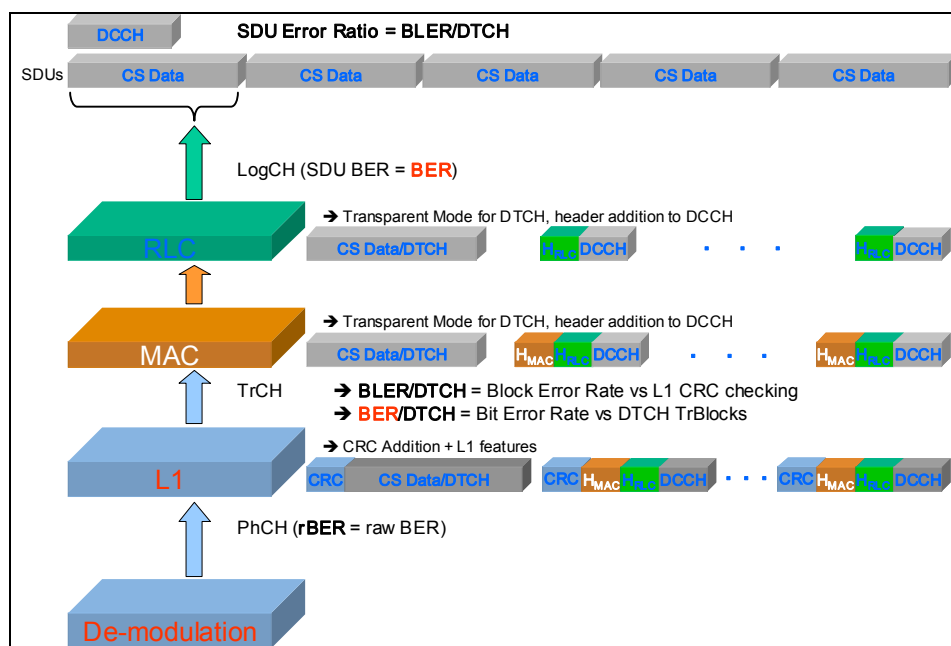 DCCH SDU Error Ratio = BLER/DTCH
SDUs CS Data CS Data CS Data CS Data CS Data
LogCH (SDU BER = BER)
➔ Transparent Mode for DTCH, header addition to DCCH
RLC CS Data/DTCH HRLC DCCH . . . HRLC DCCH
➔ Transparent Mode for DTCH, header addition to DCCH
MAC CS Data/DTCH HMAC HRLC DCCH . . . HMAC HRLC DCCH
TrCH ➔ BLER/DTCH = Block Error Rate vs L1 CRC checking
➔ BER/DTCH = Bit Error Rate vs DTCH TrBlocks
➔ CRC Addition + L1 features
L1 CRC CS Data/DTCH CRC HMAC HRLC DCCH . . . CRC HMAC HRLC DCCH
PhCH (rBER = raw BER)
De-modulation